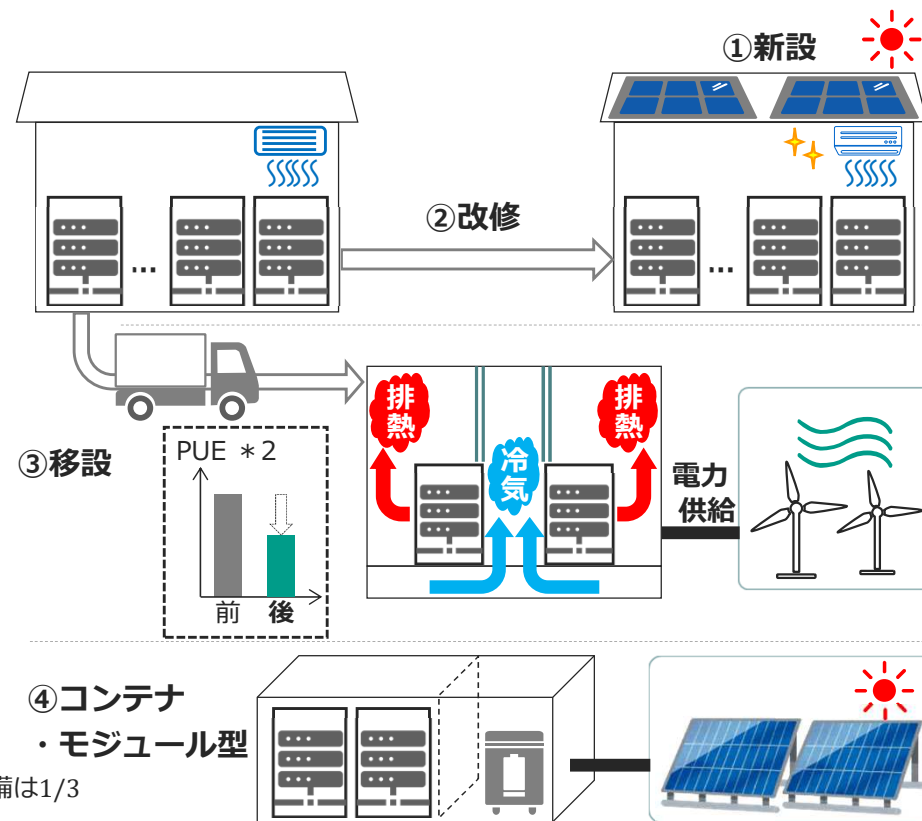 ①新設
②改修
③移設
PUE ＊2
前
後
排熱
冷気
排熱
電力
供給
④コンテナ
・モジュール型
備は1/3